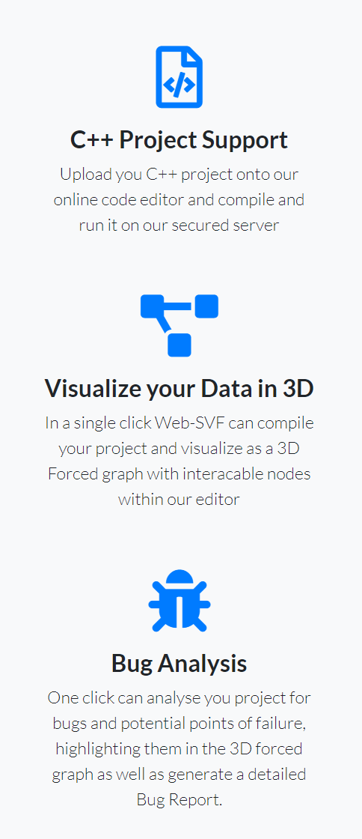 </>
C++ Project Support
Upload you C++ project onto our
online code editor and compile and
run it on our secured server
Visualize your Data in 3D
In a single click Web-SVF can compile
your project and visualize as a 3D
Forced graph with interacable nodes
within our editor
Bug Analysis
One click can analyse you project for
bugs and potential points of failure,
highlighting them in the 3D forced
graph as well as generate a detailed
Bug Report.